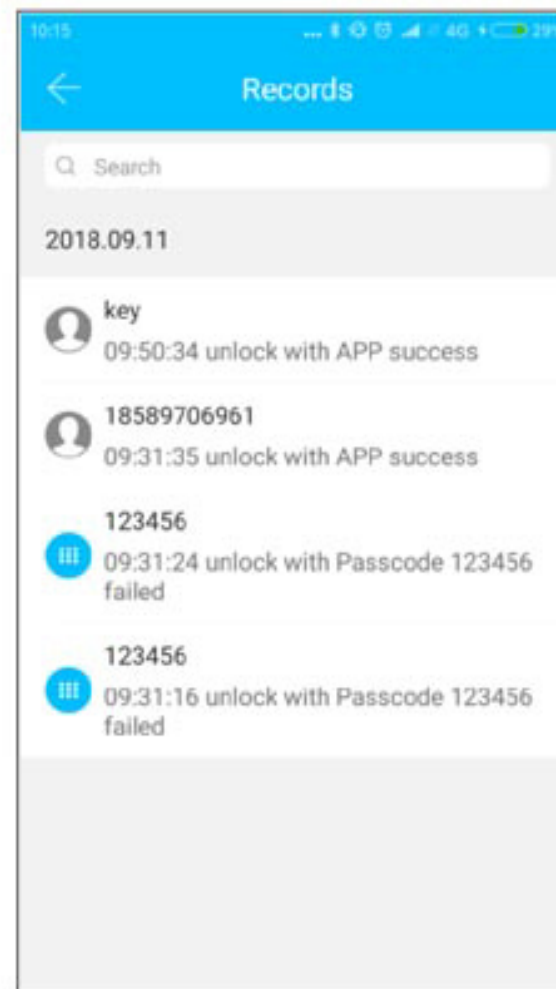 10:15
... 4G 29%
Records
Search
2018.09.11
key
09:50:34 unlock with APP success
18589706961
09:31:35 unlock with APP success
123456
09:31:24 unlock with Passcode 123456
failed
123456
09:31:16 unlock with Passcode 123456
failed